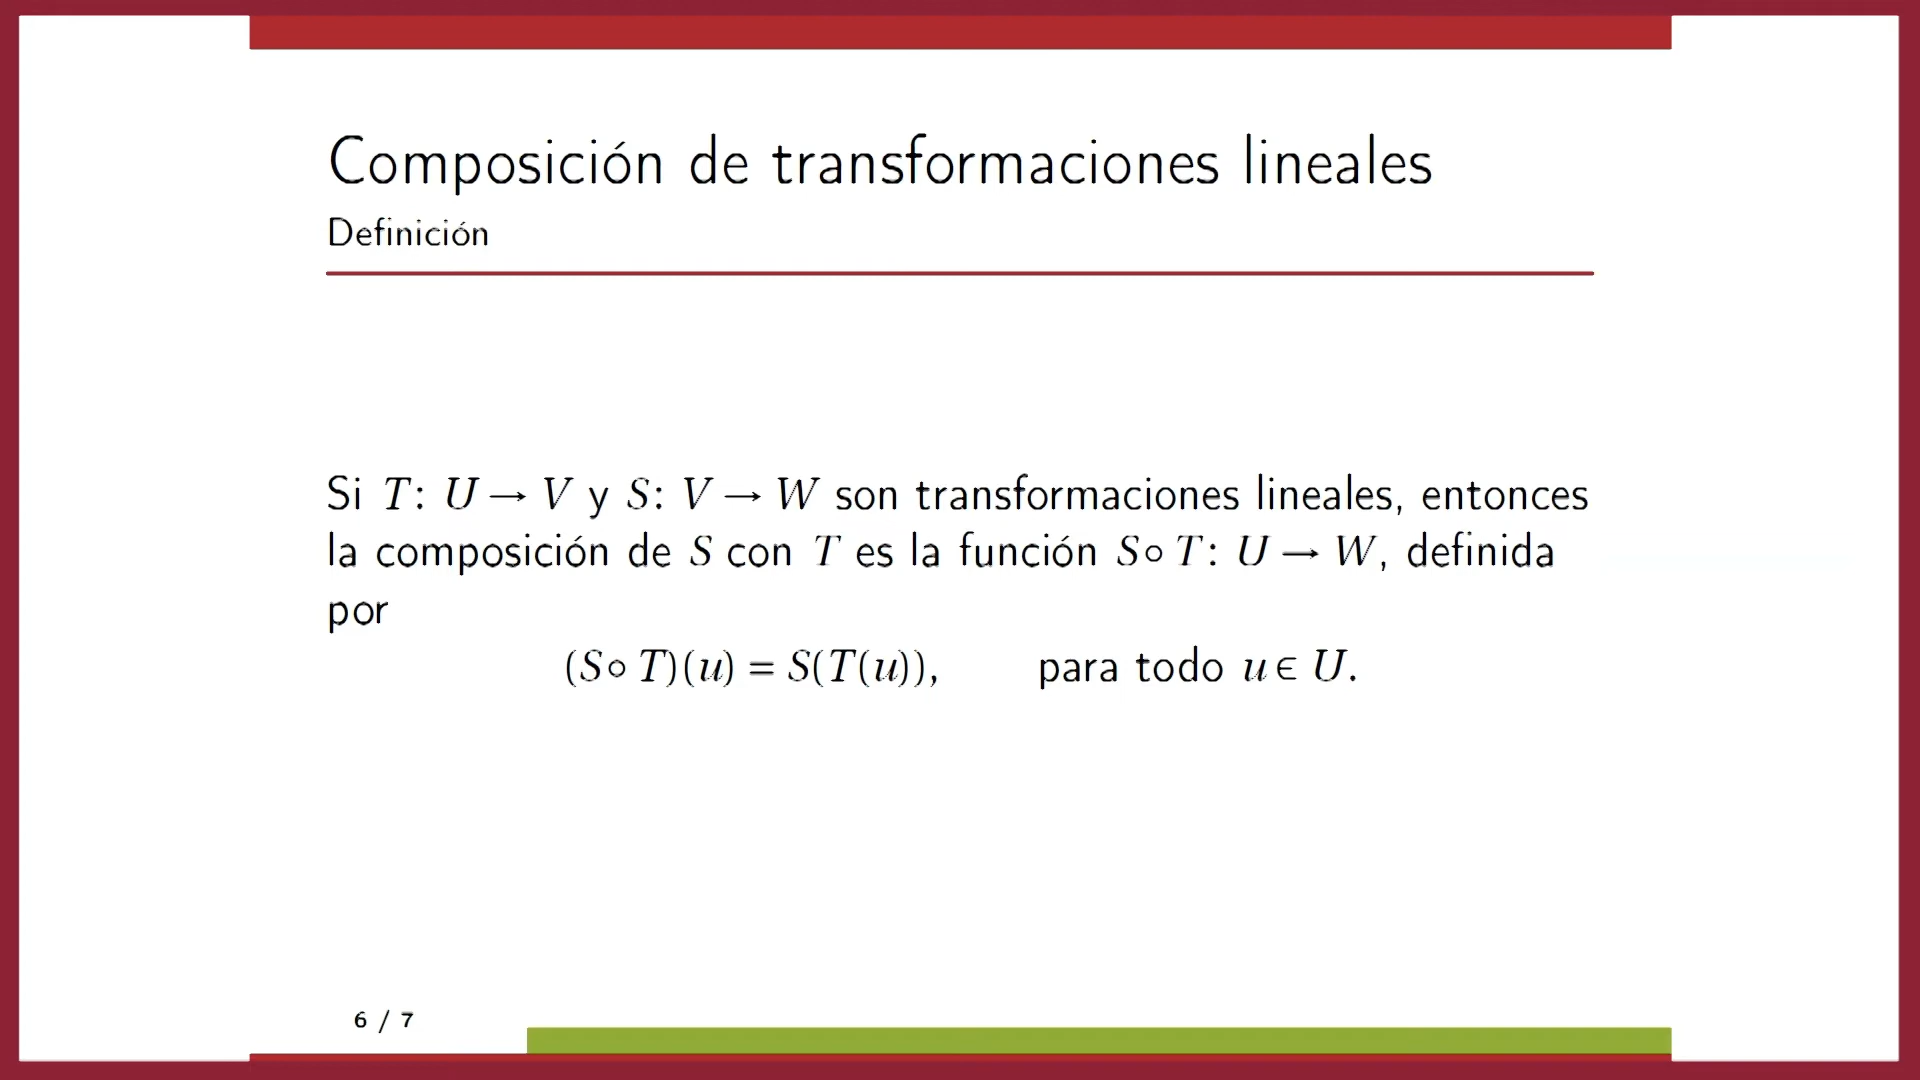 Composición de transformaciones lineales
Definición
Si T: U → V y S: V → W son transformaciones lineales, entonces
la composición de S con T es la función S∘T: U → W, definida
por
(S∘T)(u) = S(T(u)), para todo u ∈ U.
6 / 7